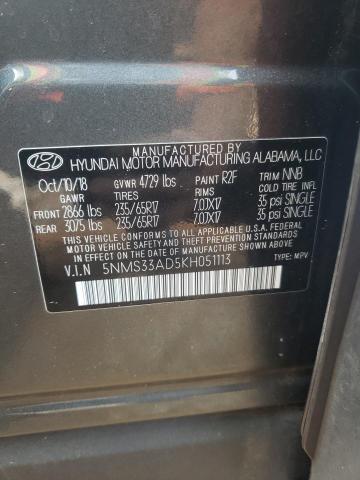 MANUFACTURED BY
HYUNDAI MOTOR MANUFACTURING ALABAMA, LLC
Oct/10/18 GVWR 4729 lbs PAINT R2F TRIM NNB
GAWR TIRES RIMS COLD TIRE INFL
FRONT 2866 lbs 235/65R17 7.0JX17 35 psi SINGLE
REAR 3075 lbs 235/65R17 7.0JX17 35 psi SINGLE
THIS VEHICLE CONFORMS TO ALL APPLICABLE U.S. FEDERAL
MOTOR VEHICLE SAFETY, BUMPER, AND THEFT
PREVENTION STANDARDS IN EFFECT ON THE DATE OF
MANUFACTURE SHOWN ABOVE.
V.I.N 5NMS33AD5KH051113
TYPE: MPV